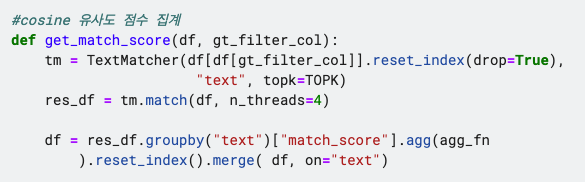 #cosine 유사도 점수 집계
def get_match_score(df, gt_filter_col):
    tm = TextMatcher(df[df[gt_filter_col]].reset_index(drop=True),
                      "text", topk=TOPK)
    res_df = tm.match(df, n_threads=4)

    df = res_df.groupby("text")["match_score"].agg(agg_fn
        ).reset_index().merge( df, on="text")